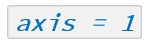 axis = 1